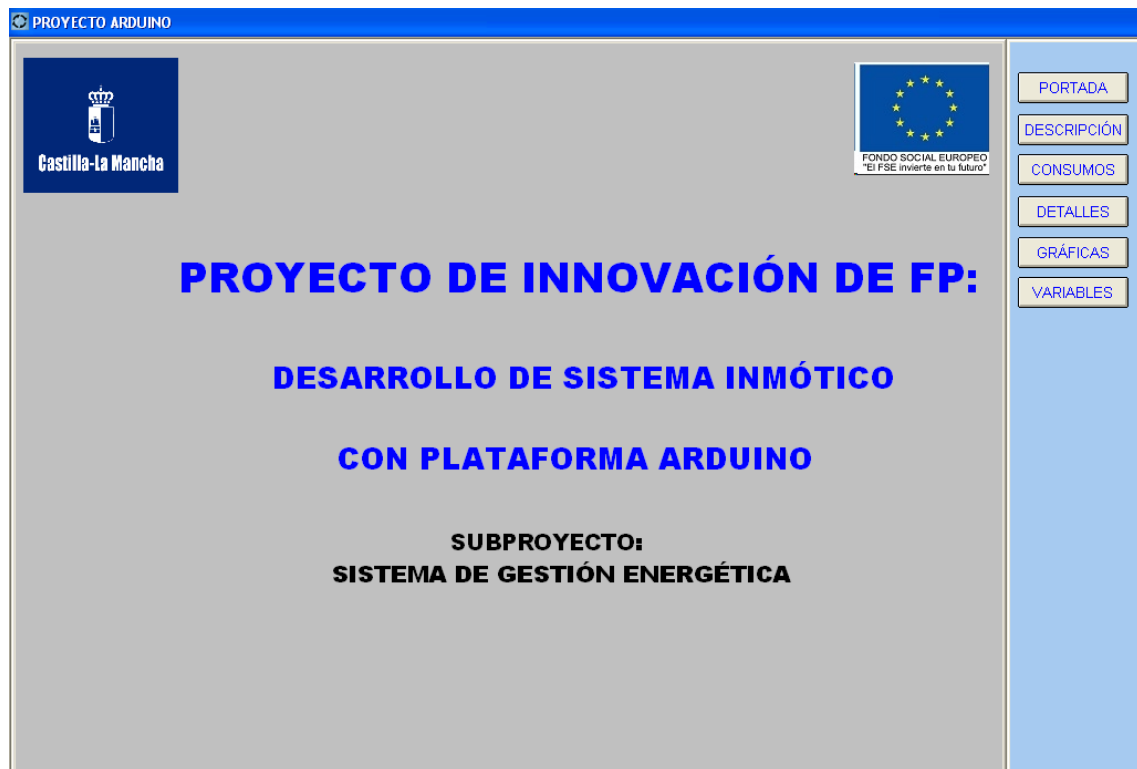 PROYECTO ARDUINO
Castilla-La Mancha
FONDO SOCIAL EUROPEO
"El FSE invierte en tu futuro"
PROYECTO DE INNOVACIÓN DE FP:
DESARROLLO DE SISTEMA INMÓTICO
CON PLATAFORMA ARDUINO
SUBPROYECTO:
SISTEMA DE GESTIÓN ENERGÉTICA
PORTADA
DESCRIPCIÓN
CONSUMOS
DETALLES
GRÁFICAS
VARIABLES